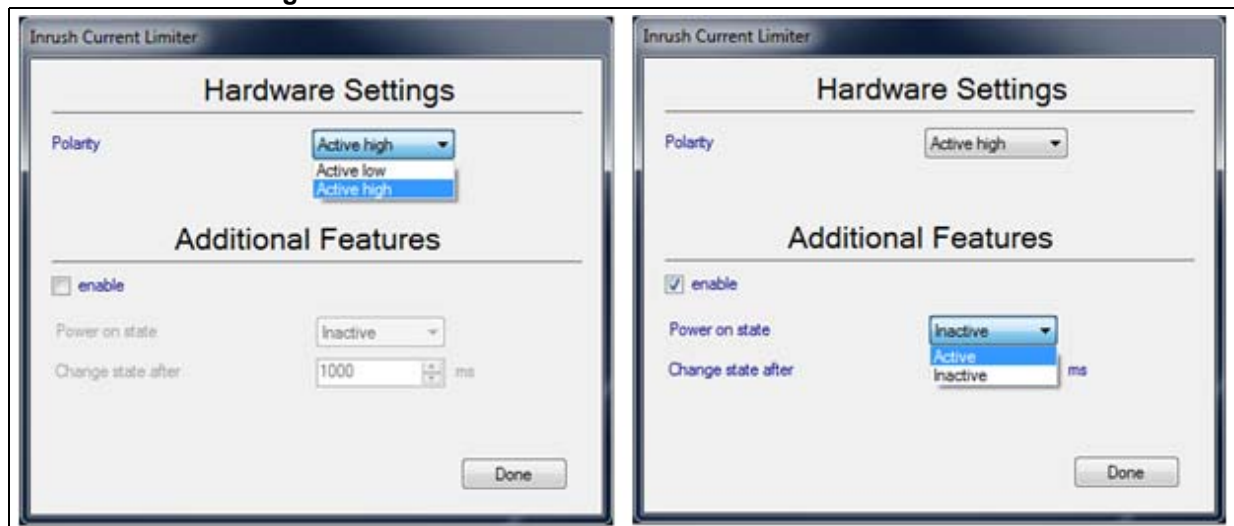 Inrush Current Limiter
Hardware Settings
Polarty
Active high
Active low
Active high
Additional Features
enable
Power on state
Inactive
Change state after
1000
ms
Done
Inrush Current Limiter
Hardware Settings
Polarty
Active high
Additional Features
enable
Power on state
Inactive
Active
Inactive
Change state after
ms
Done